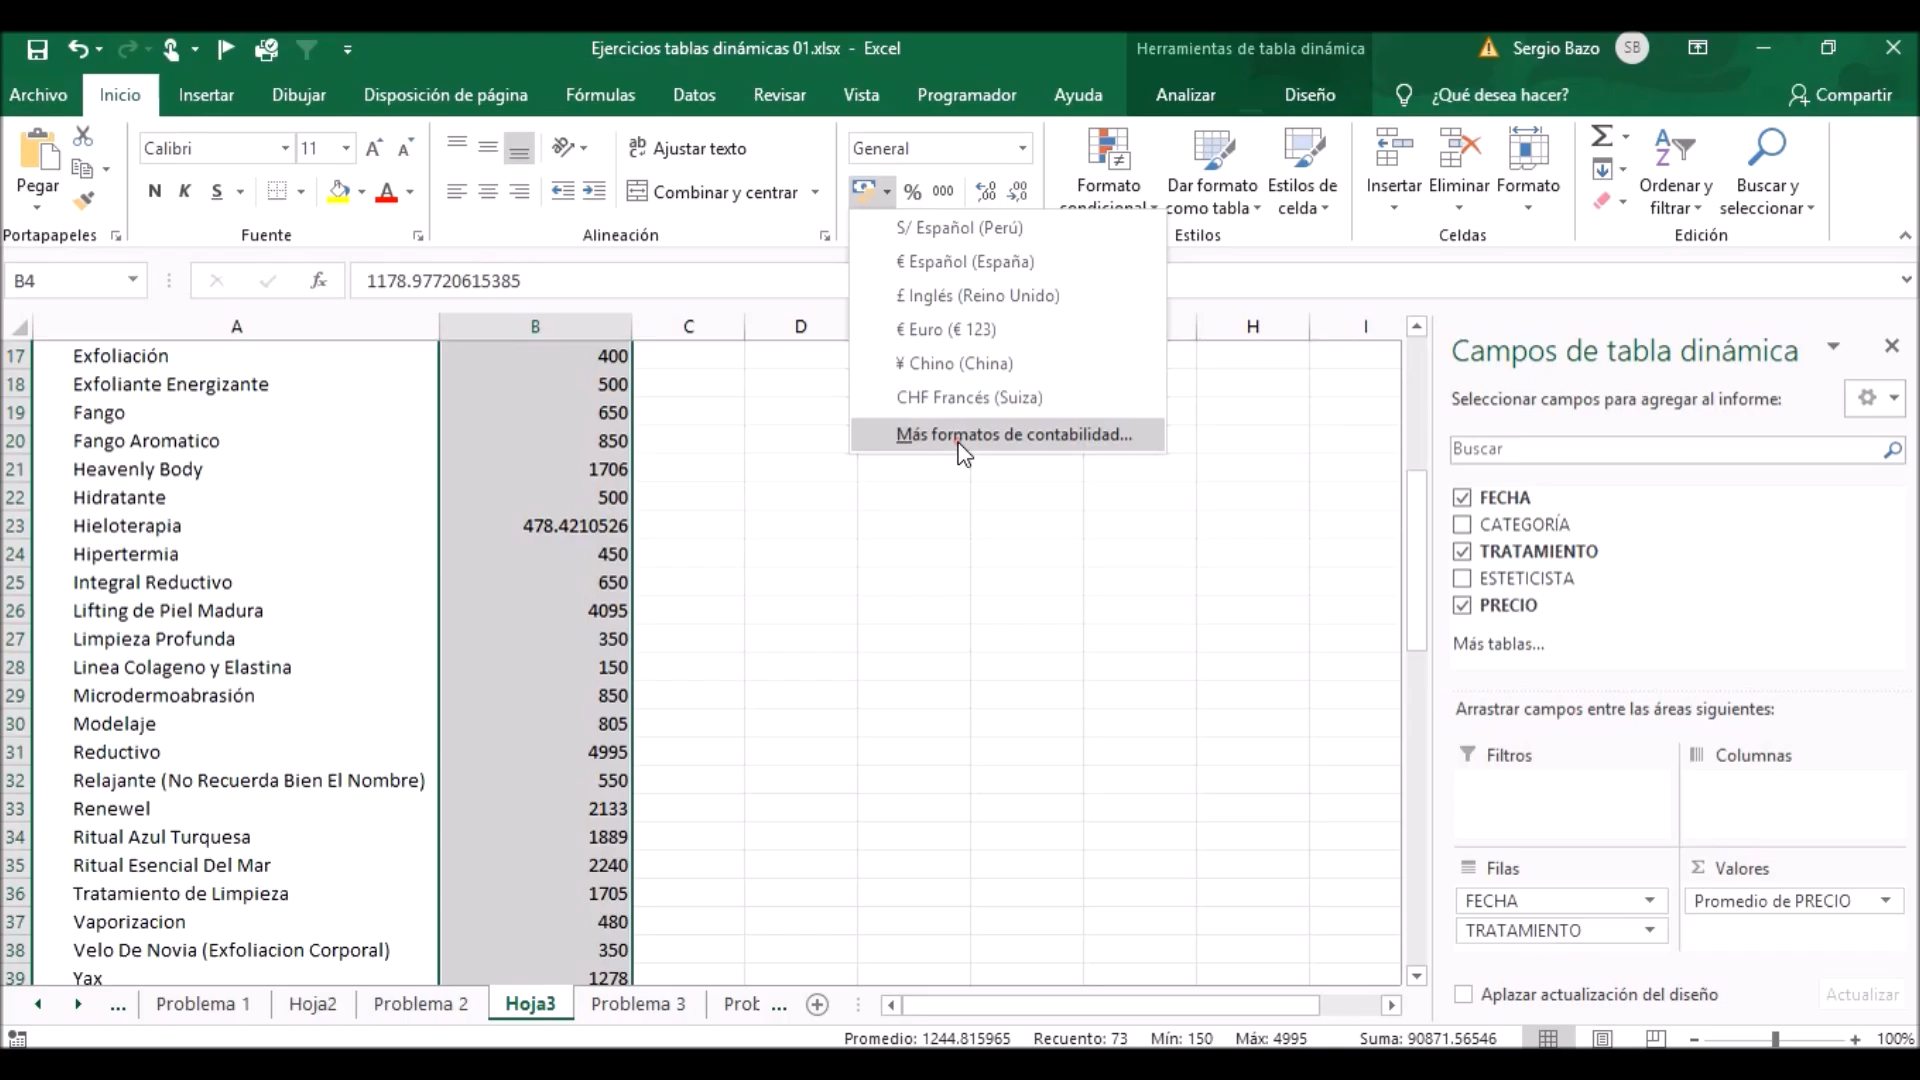 Ejercicios tablas dinámicas 01.xlsx - Excel
Herramientas de tabla dinámica
Sergio Bazo
SB
Archivo
Inicio
Insertar
Dibujar
Disposición de página
Fórmulas
Datos
Revisar
Vista
Programador
Ayuda
Analizar
Diseño
¿Qué desea hacer?
Compartir
Pegar
Calibri
11
N K S
Ajustar texto
Combinar y centrar
General
% 000
Formato
Dar formato
como tabla
Estilos de
celda
Insertar
Eliminar
Formato
Ordenar y
filtrar
Buscar y
seleccionar
Portapapeles
Fuente
Alineación
Estilos
Celdas
Edición
S/ Español (Perú)
€ Español (España)
£ Inglés (Reino Unido)
€ Euro (€ 123)
¥ Chino (China)
CHF Francés (Suiza)
Más formatos de contabilidad...
B4
fx
1178.97720615385
A B C D H I
17 Exfoliación 400
18 Exfoliante Energizante 500
19 Fango 650
20 Fango Aromatico 850
21 Heavenly Body 1706
22 Hidratante 500
23 Hieloterapia 478.4210526
24 Hipertermia 450
25 Integral Reductivo 650
26 Lifting de Piel Madura 4095
27 Limpieza Profunda 350
28 Linea Colageno y Elastina 150
29 Microdermoabrasión 850
30 Modelaje 805
31 Reductivo 4995
32 Relajante (No Recuerda Bien El Nombre) 550
33 Renewel 2133
34 Ritual Azul Turquesa 1889
35 Ritual Esencial Del Mar 2240
36 Tratamiento de Limpieza 1705
37 Vaporizacion 480
38 Velo De Novia (Exfoliacion Corporal) 350
39 Yax 1278
Campos de tabla dinámica
Seleccionar campos para agregar al informe:
Buscar
FECHA
CATEGORÍA
TRATAMIENTO
ESTETICISTA
PRECIO
Más tablas...
Arrastrar campos entre las áreas siguientes:
Filtros
Columnas
Filas
Σ Valores
FECHA
Promedio de PRECIO
TRATAMIENTO
Aplazar actualización del diseño
Actualizar
...
Problema 1
Hoja2
Problema 2
Hoja3
Problema 3
Prob ...
Promedio: 1244.815965
Recuento: 73
Mín: 150
Máx: 4995
Suma: 90871.56546
100%